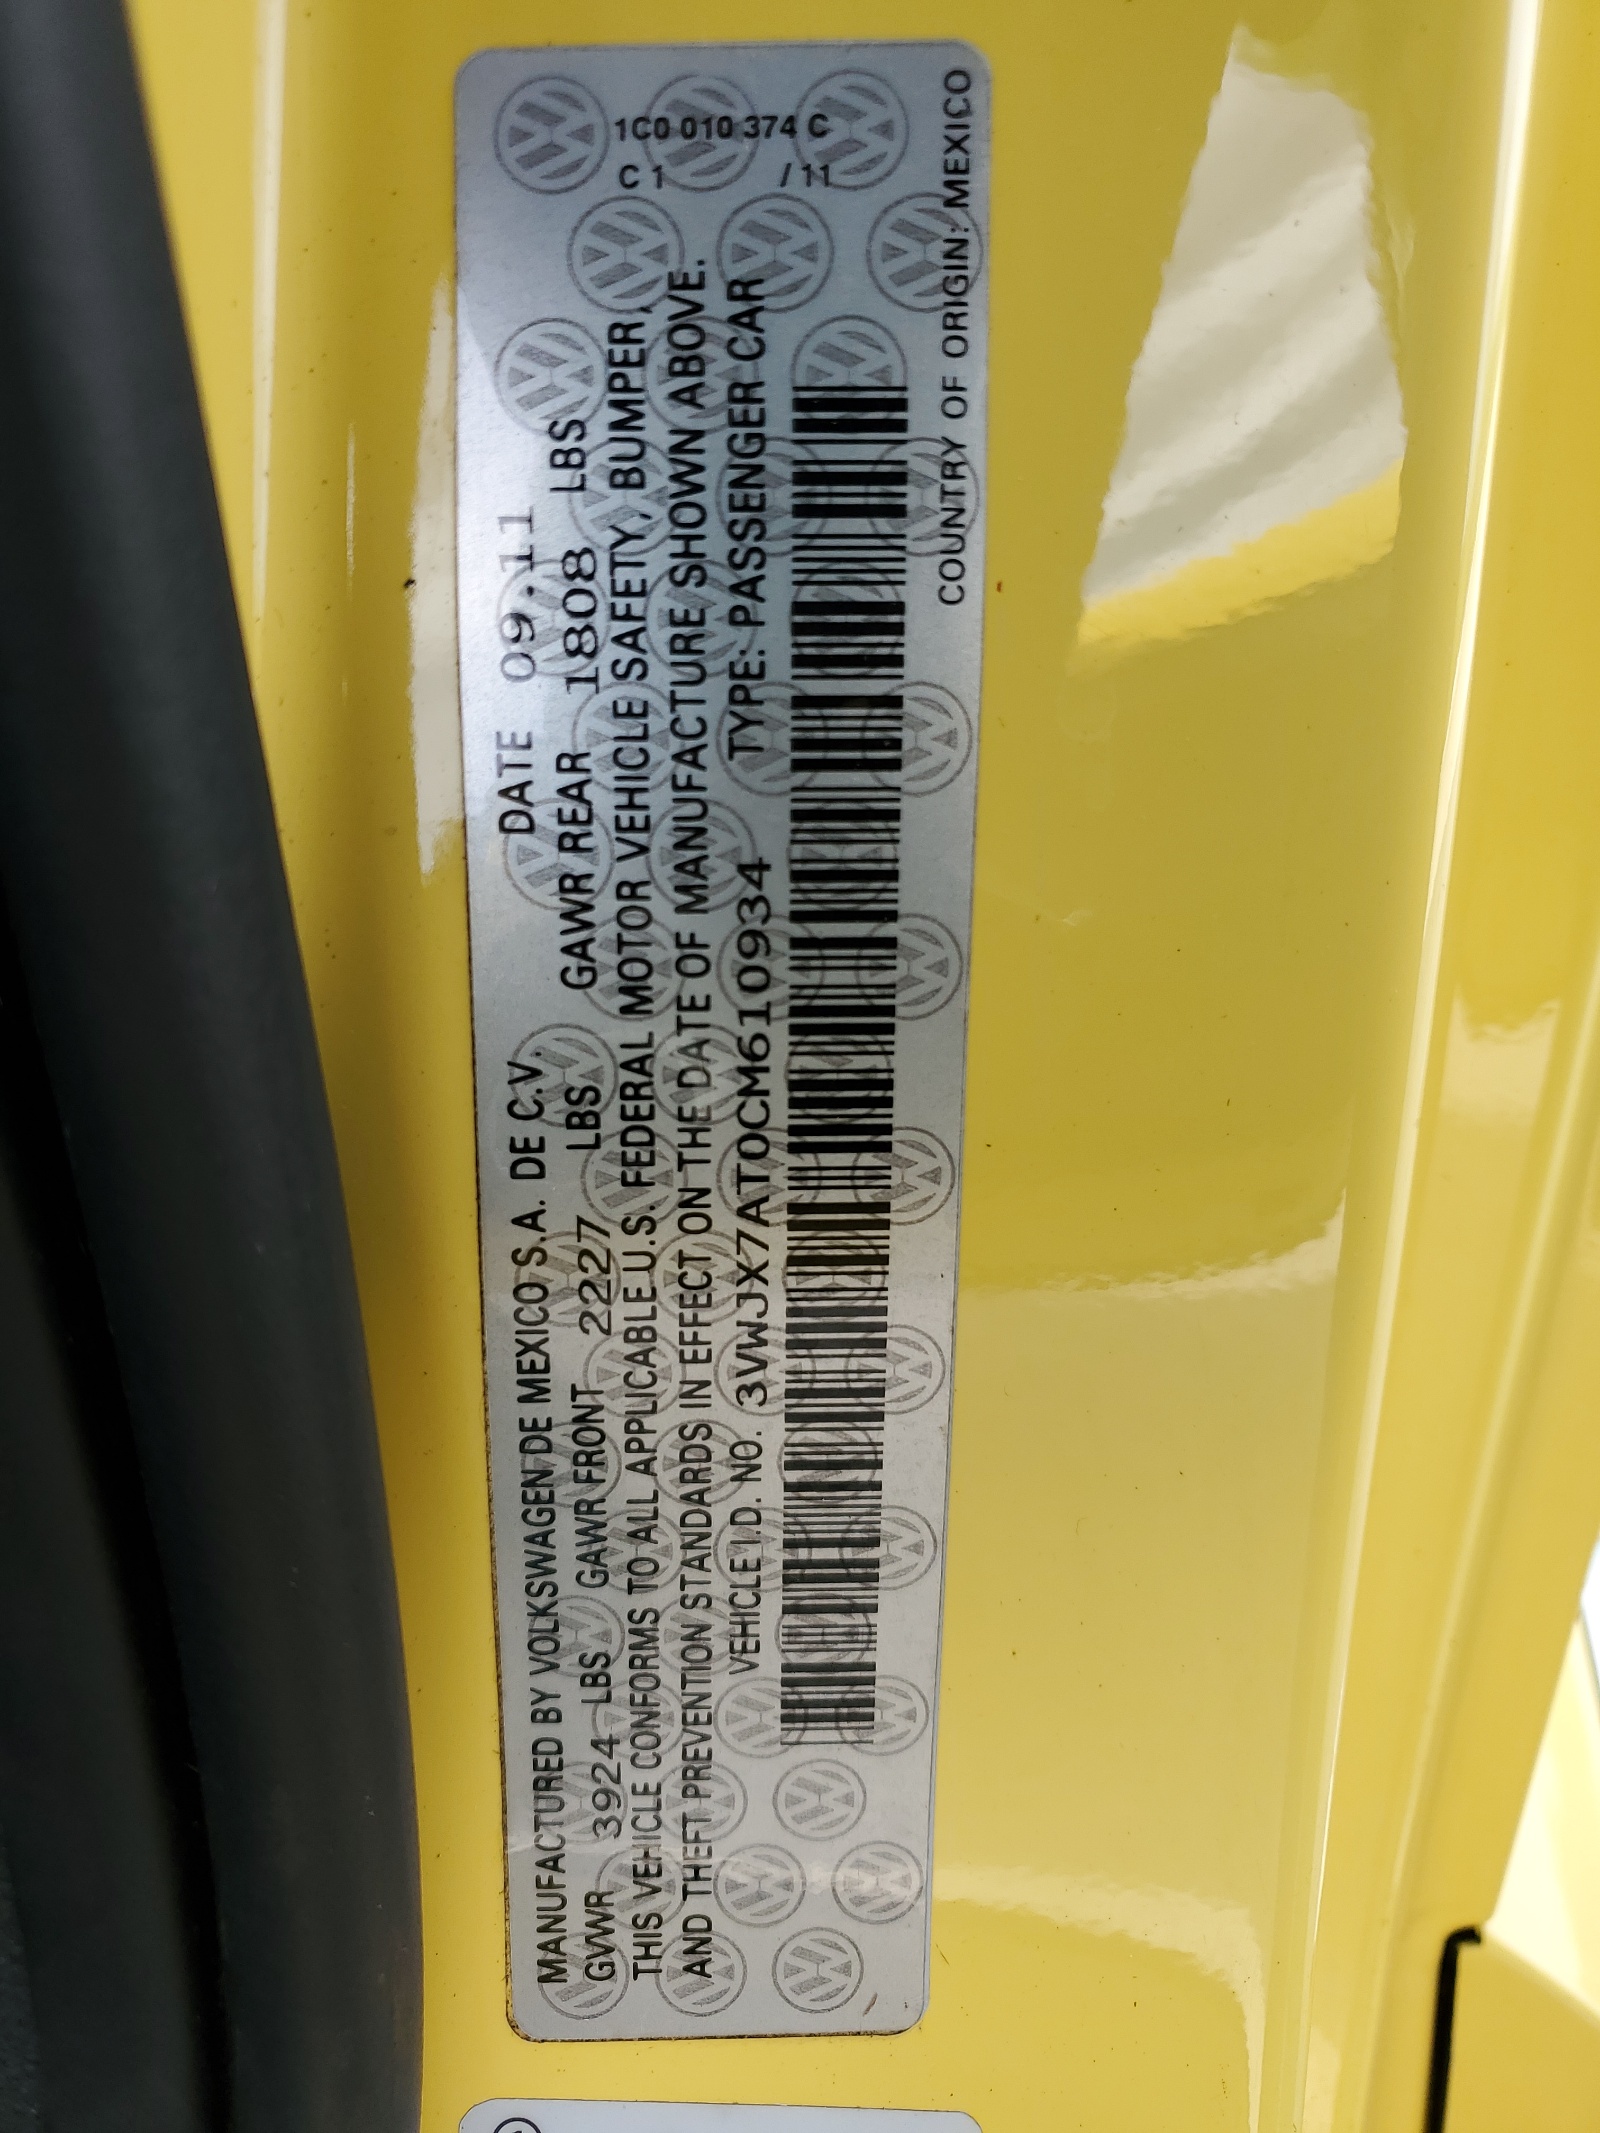 MANUFACTURED BY VOLKSWAGEN DE MEXICO S.A. DE C.V. DATE 09.11
GVWR 3924 LBS GAWR FRONT 2227 LBS GAWR REAR 1808 LBS
THIS VEHICLE CONFORMS TO ALL APPLICABLE U.S. FEDERAL MOTOR VEHICLE SAFETY, BUMPER,
AND THEFT PREVENTION STANDARDS IN EFFECT ON THE DATE OF MANUFACTURE SHOWN ABOVE.
VEHICLE I.D. NO. 3VWJX7AT0CM610934 TYPE: PASSENGER CAR
COUNTRY OF ORIGIN: MEXICO
1C0 010 374 C
C 1 / 11